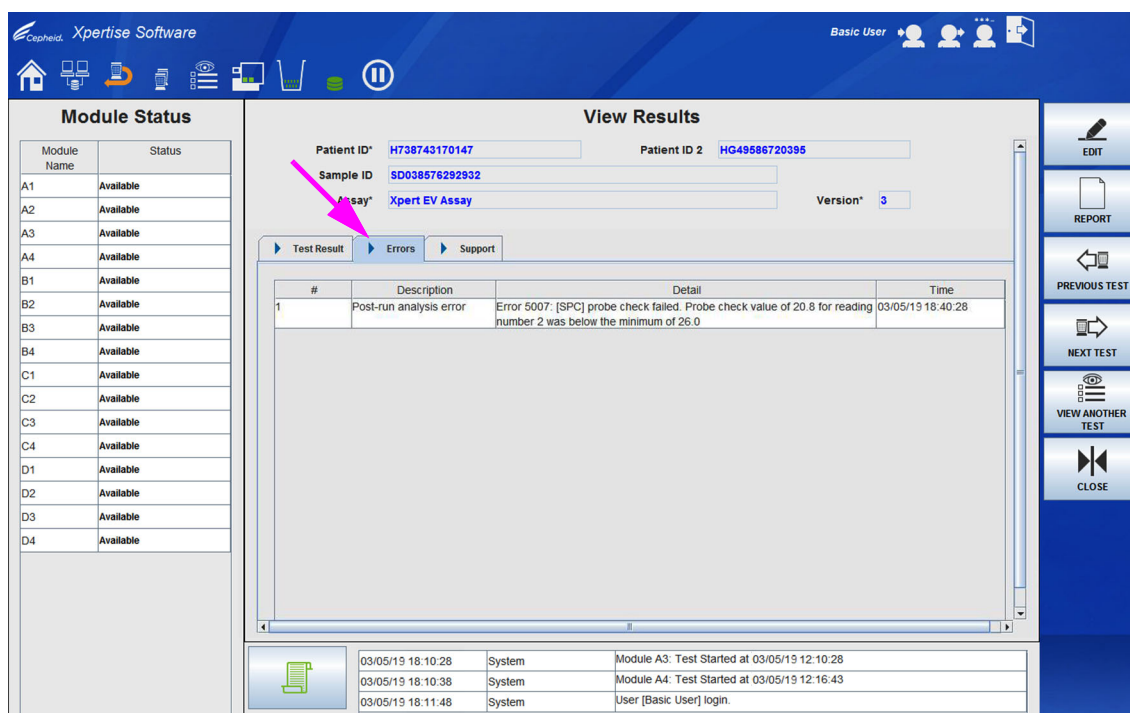 Cepheid. Xpertise Software
Basic User
Module Status
Module Name Status
A1 Available
A2 Available
A3 Available
A4 Available
B1 Available
B2 Available
B3 Available
B4 Available
C1 Available
C2 Available
C3 Available
C4 Available
D1 Available
D2 Available
D3 Available
D4 Available
View Results
Patient ID* H738743170147 Patient ID 2 HG49586720395
Sample ID SD038576292932
Assay* Xpert EV Assay Version* 3
Test Result Errors Support
# Description Detail Time
1 Post-run analysis error Error 5007: [SPC] probe check failed. Probe check value of 20.8 for reading 03/05/19 18:40:28
number 2 was below the minimum of 26.0
03/05/19 18:10:28 System Module A3: Test Started at 03/05/19 12:10:28
03/05/19 18:10:38 System Module A4: Test Started at 03/05/19 12:16:43
03/05/19 18:11:48 System User [Basic User] login.
EDIT
REPORT
PREVIOUS TEST
NEXT TEST
VIEW ANOTHER
TEST
CLOSE